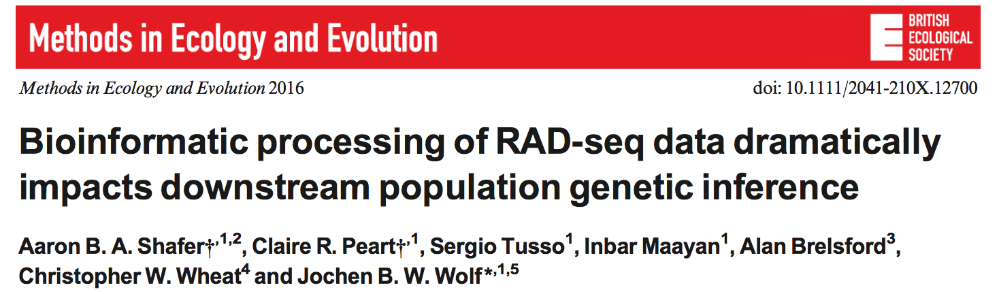 Methods in Ecology and Evolution
BRITISH
ECOLOGICAL
SOCIETY
Methods in Ecology and Evolution 2016
doi: 10.1111/2041-210X.12700
Bioinformatic processing of RAD-seq data dramatically
impacts downstream population genetic inference
Aaron B. A. Shafer†,1,2, Claire R. Peart†,1, Sergio Tusso1, Inbar Maayan1, Alan Brelsford3,
Christopher W. Wheat4 and Jochen B. W. Wolf*,1,5